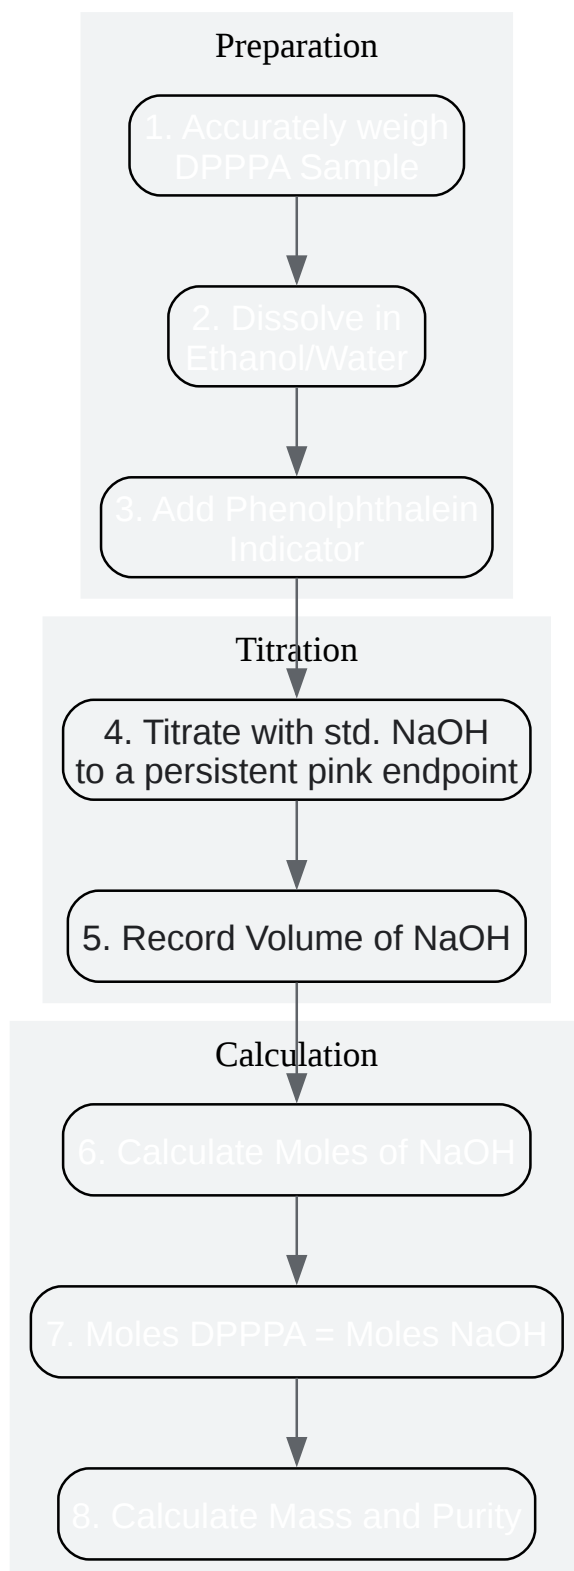 Preparation
1. Accurately weigh
DPPPA Sample
2. Dissolve in
Ethanol/Water
3. Add Phenolphthalein
Indicator
Titration
4. Titrate with std. NaOH
to a persistent pink endpoint
5. Record Volume of NaOH
Calculation
6. Calculate Moles of NaOH
7. Moles DPPPA = Moles NaOH
8. Calculate Mass and Purity